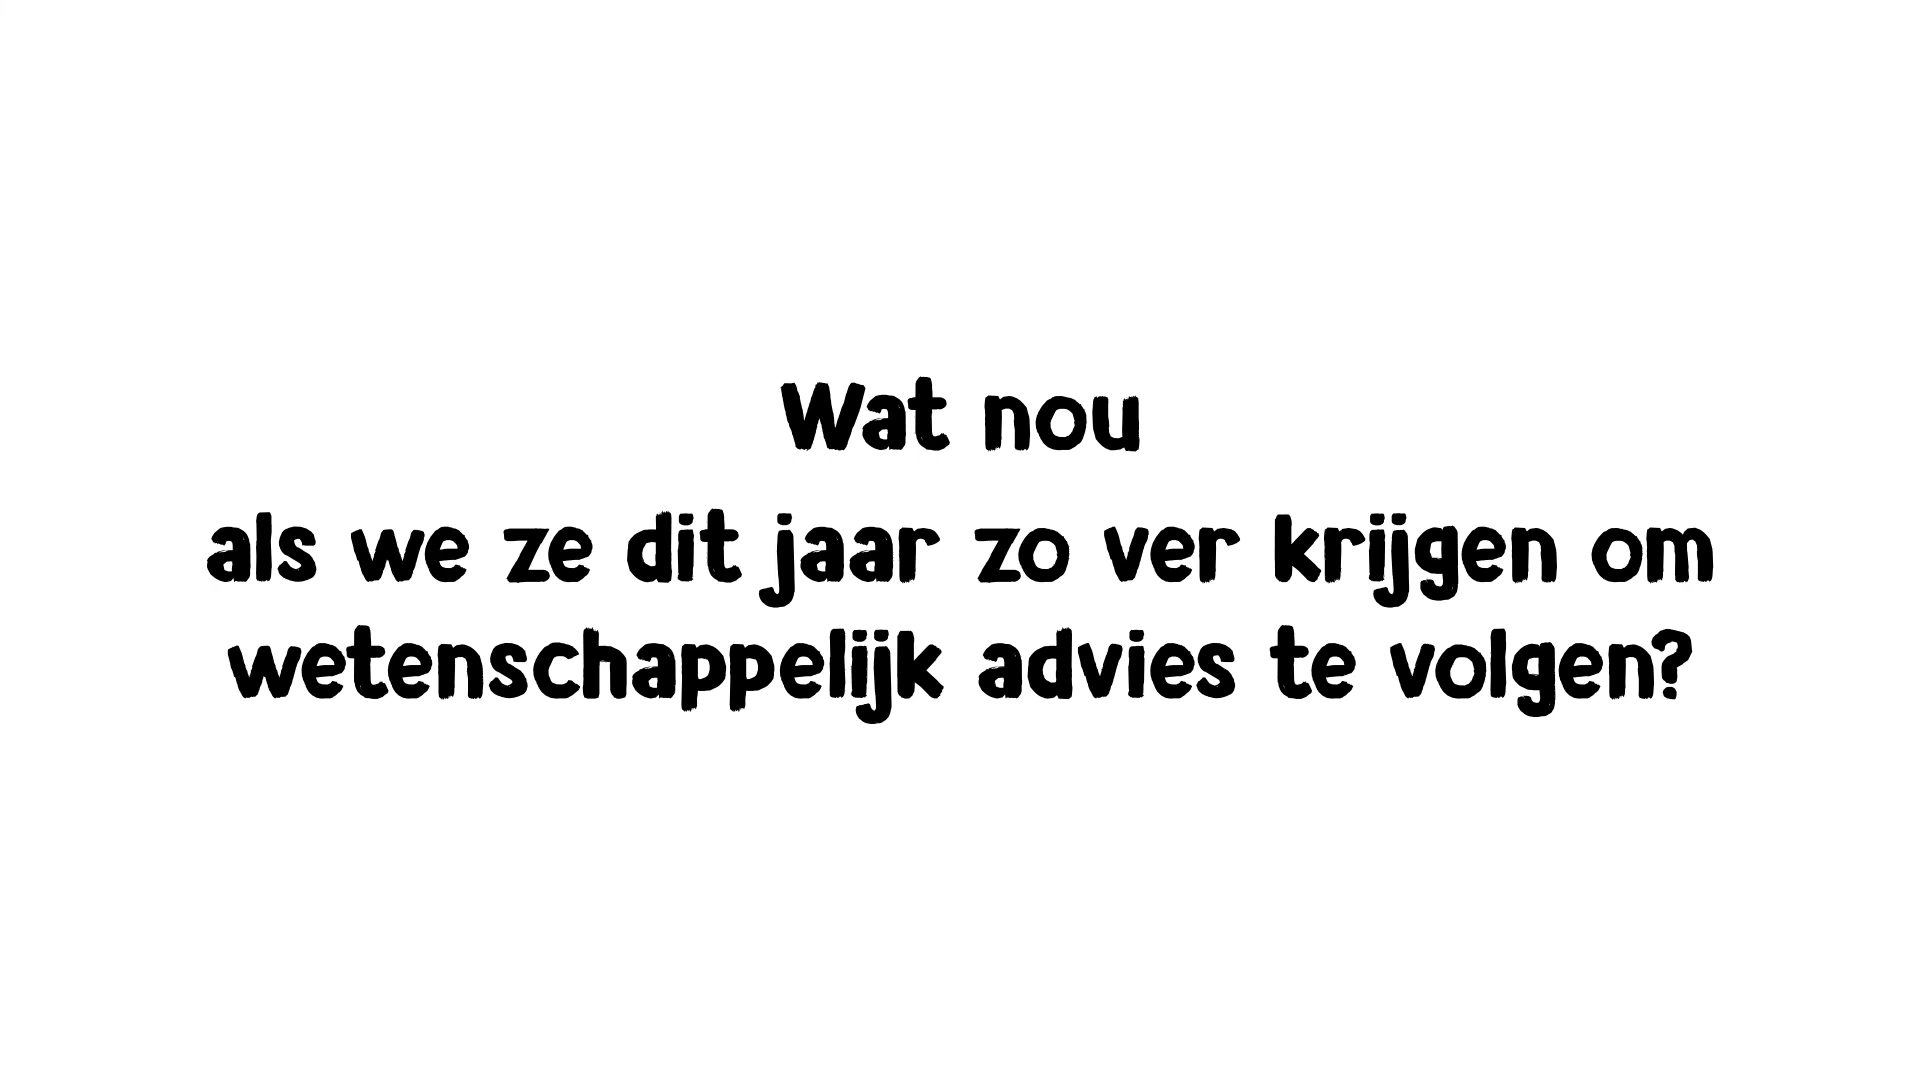 Wat nou
als we ze dit jaar zo ver krijgen om
wetenschappelijk advies te volgen?